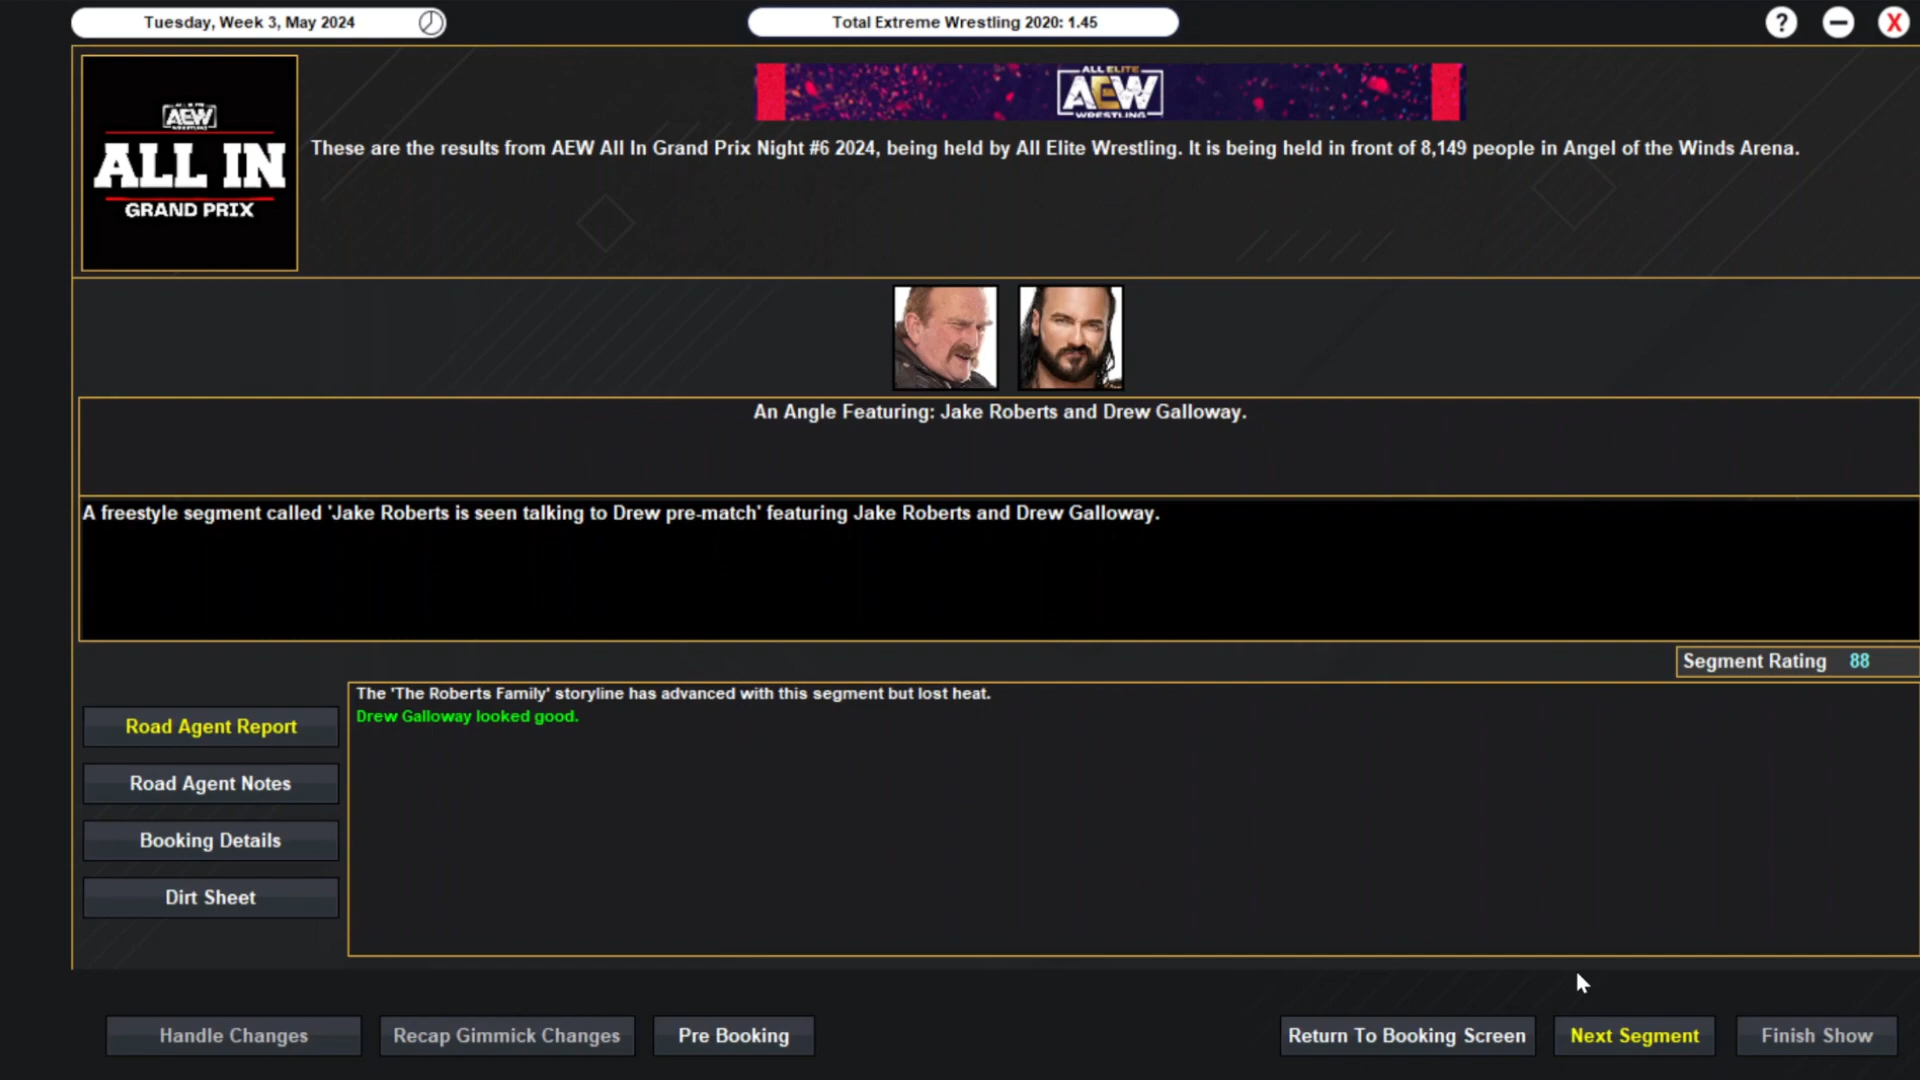 Tuesday, Week 3, May 2024
Total Extreme Wrestling 2020: 1.45
?
X
AEW
ALL IN
GRAND PRIX
ALL ELITE
AEW
WRESTLING
These are the results from AEW All In Grand Prix Night #6 2024, being held by All Elite Wrestling. It is being held in front of 8,149 people in Angel of the Winds Arena.
An Angle Featuring: Jake Roberts and Drew Galloway.
A freestyle segment called 'Jake Roberts is seen talking to Drew pre-match' featuring Jake Roberts and Drew Galloway.
Segment Rating 88
Road Agent Report
Road Agent Notes
Booking Details
Dirt Sheet
The 'The Roberts Family' storyline has advanced with this segment but lost heat.
Drew Galloway looked good.
Handle Changes
Recap Gimmick Changes
Pre Booking
Return To Booking Screen
Next Segment
Finish Show